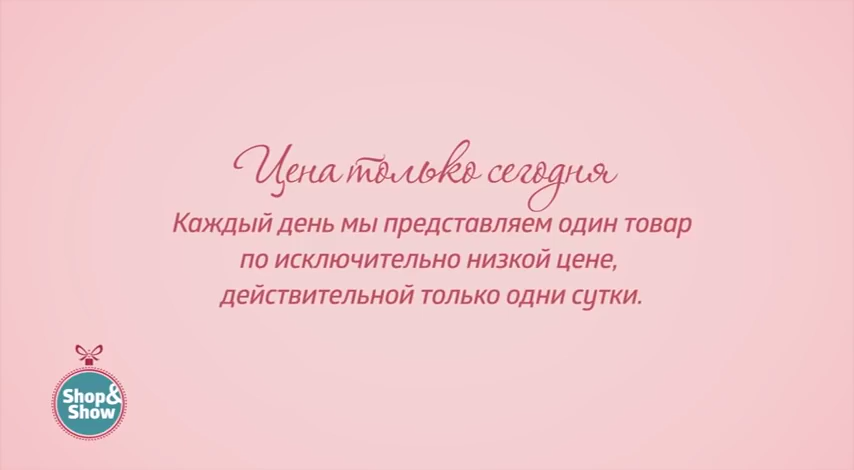 Цена только сегодня
Каждый день мы представляем один товар
по исключительно низкой цене,
действительной только одни сутки.
Shop&
Show